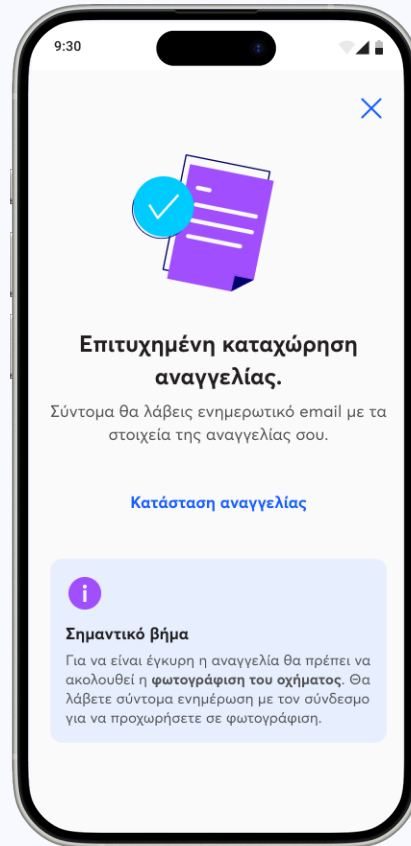 9:30
Επιτυχημένη καταχώρηση
αναγγελίας.
Σύντομα θα λάβεις ενημερωτικό email με τα
στοιχεία της αναγγελίας σου.
Κατάσταση αναγγελίας
i
Σημαντικό βήμα
Για να είναι έγκυρη η αναγγελία θα πρέπει να
ακολουθεί η φωτογράφιση του οχήματος. Θα
λάβετε σύντομα ενημέρωση με τον σύνδεσμο
για να προχωρήσετε σε φωτογράφιση.